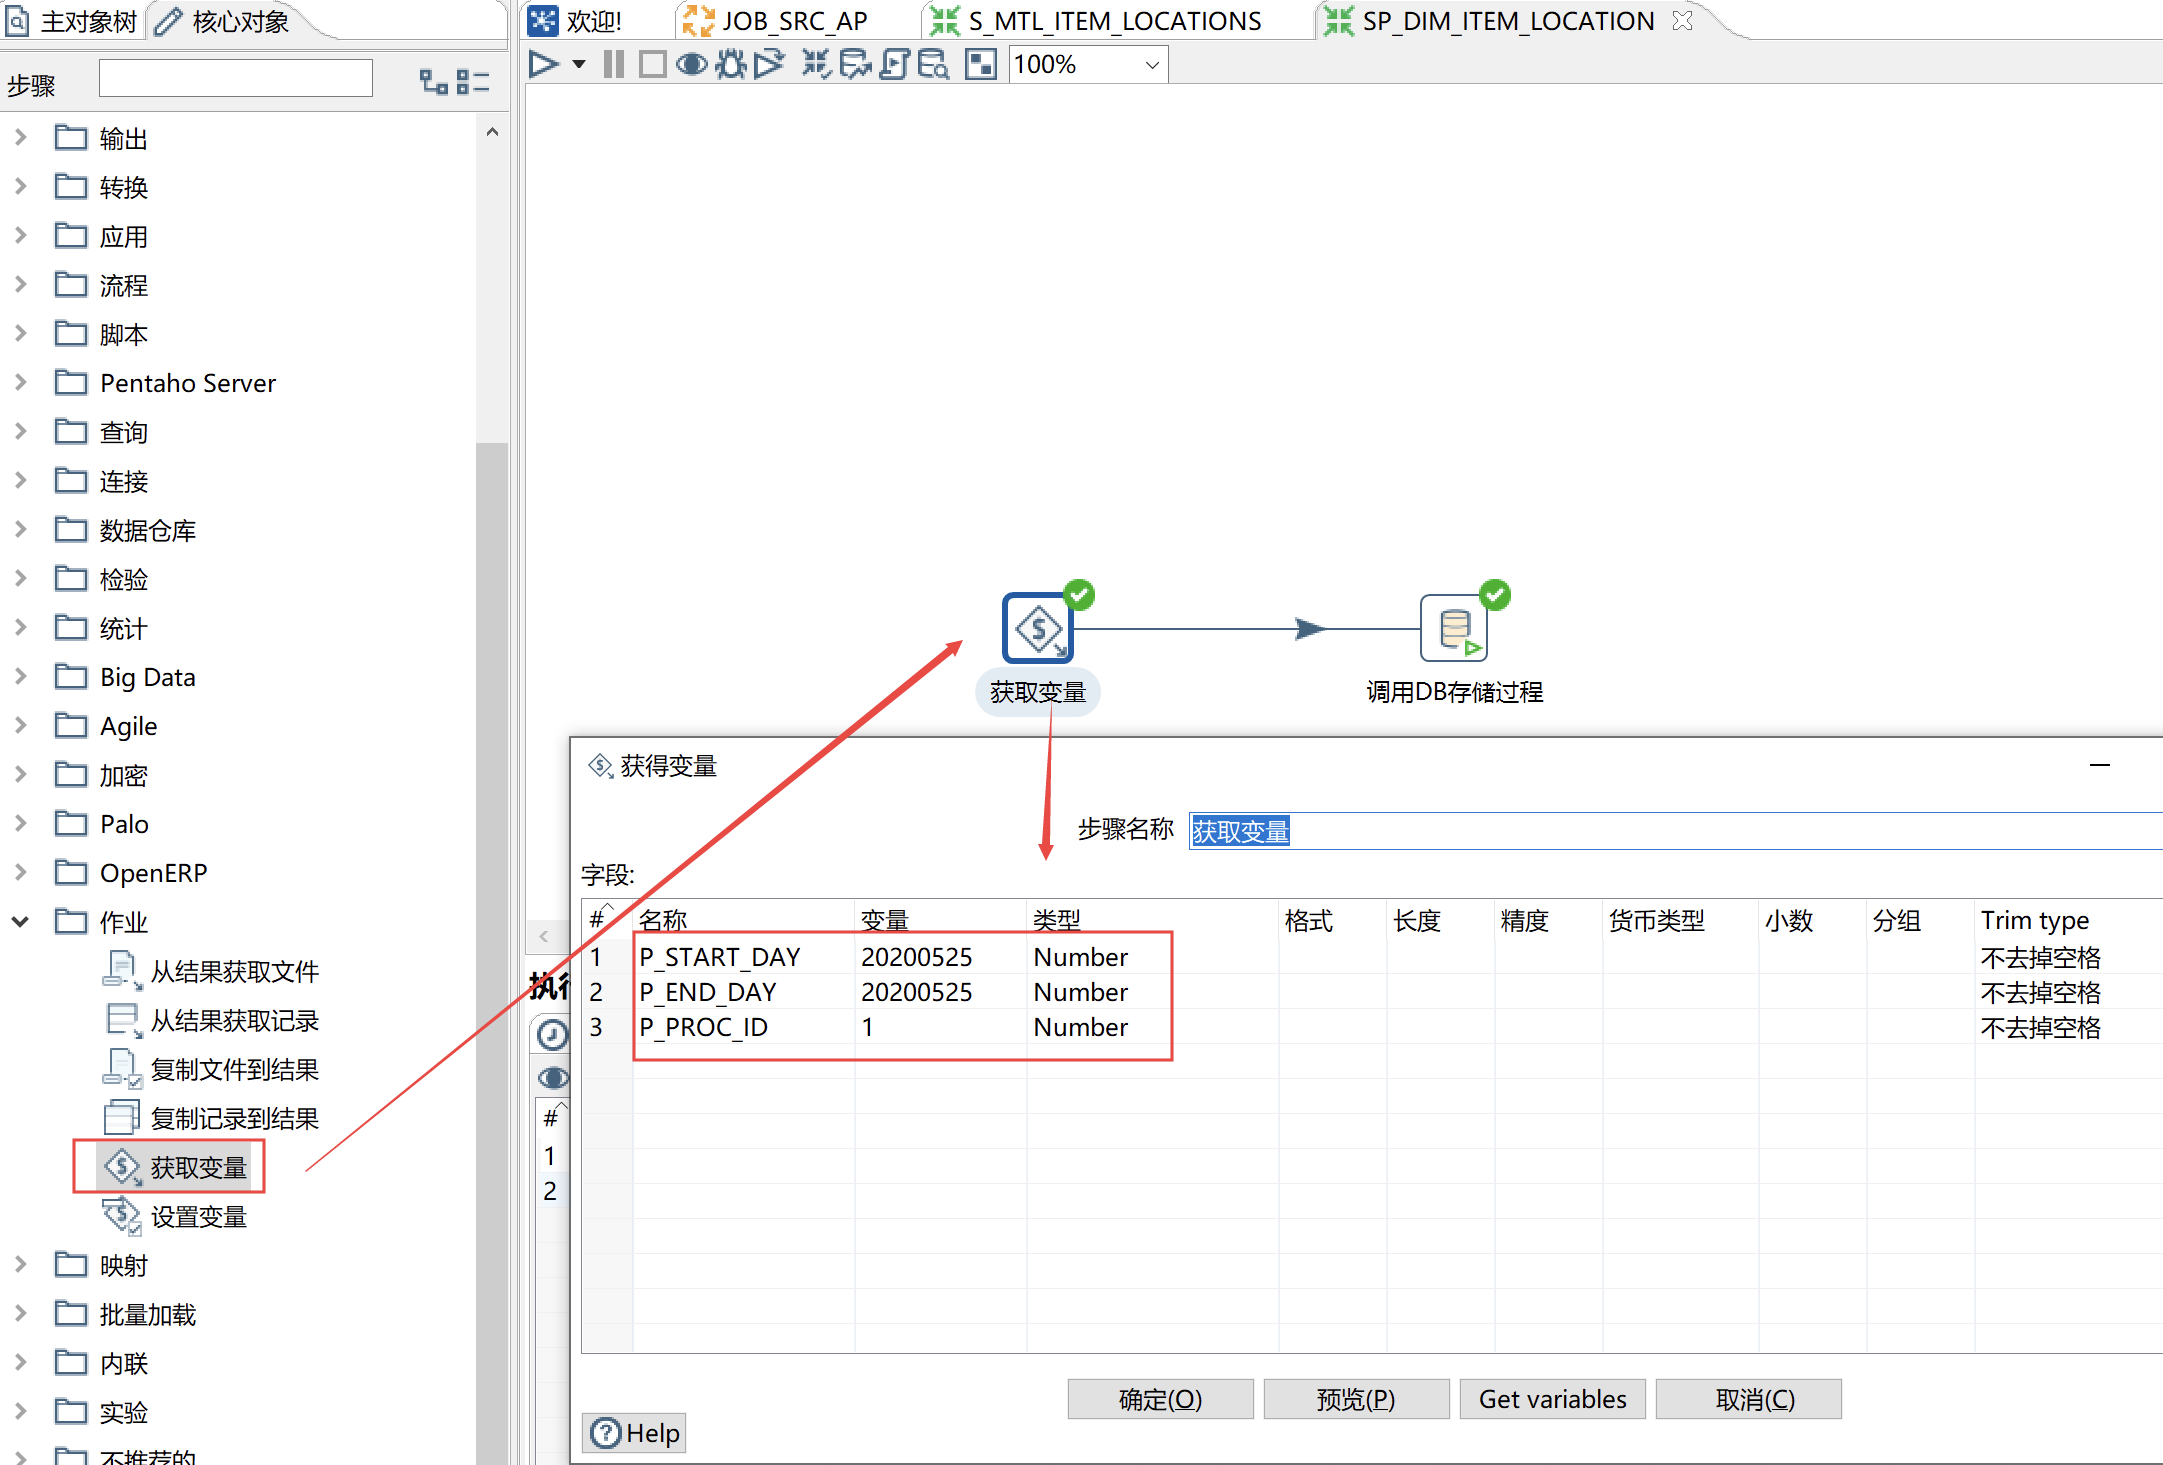 主对象树
核心对象
欢迎!
JOB_SRC_AP
S_MTL_ITEM_LOCATIONS
SP_DIM_ITEM_LOCATION
步骤
100%
输出
转换
应用
流程
脚本
Pentaho Server
查询
连接
数据仓库
检验
统计
Big Data
Agile
加密
Palo
OpenERP
作业
从结果获取文件
从结果获取记录
复制文件到结果
复制记录到结果
获取变量
设置变量
映射
批量加载
内联
实验
不推荐的
获取变量
调用DB存储过程
执行
#
1
2
获得变量
步骤名称 获取变量
字段:
# 名称 变量 类型 格式 长度 精度 货币类型 小数 分组 Trim type
1 P_START_DAY 20200525 Number 不去掉空格
2 P_END_DAY 20200525 Number 不去掉空格
3 P_PROC_ID 1 Number 不去掉空格
确定(O) 预览(P) Get variables 取消(C)
Help